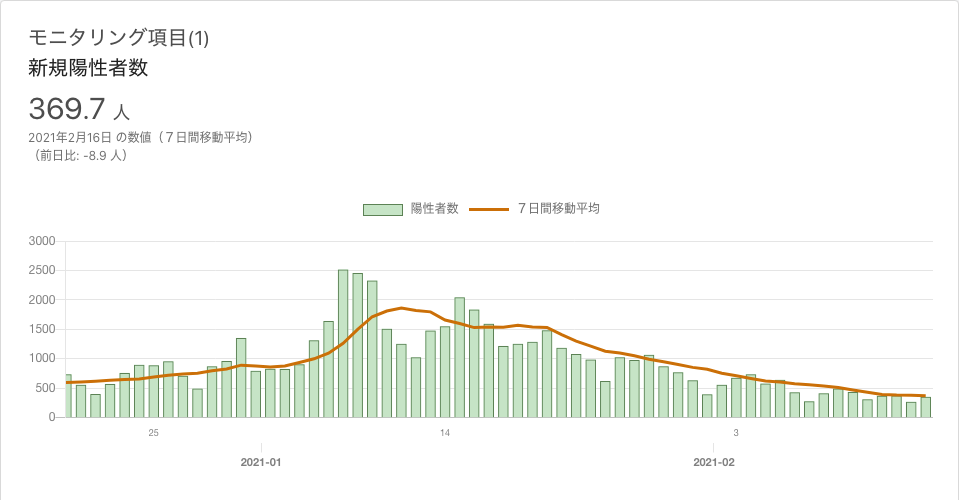 モニタリング項目(1)
新規陽性者数
369.7 人
2021年2月16日 の数値（７日間移動平均）
（前日比: -8.9 人）
陽性者数 ７日間移動平均
3000
2500
2000
1500
1000
500
0
25 14 3
2021-01 2021-02